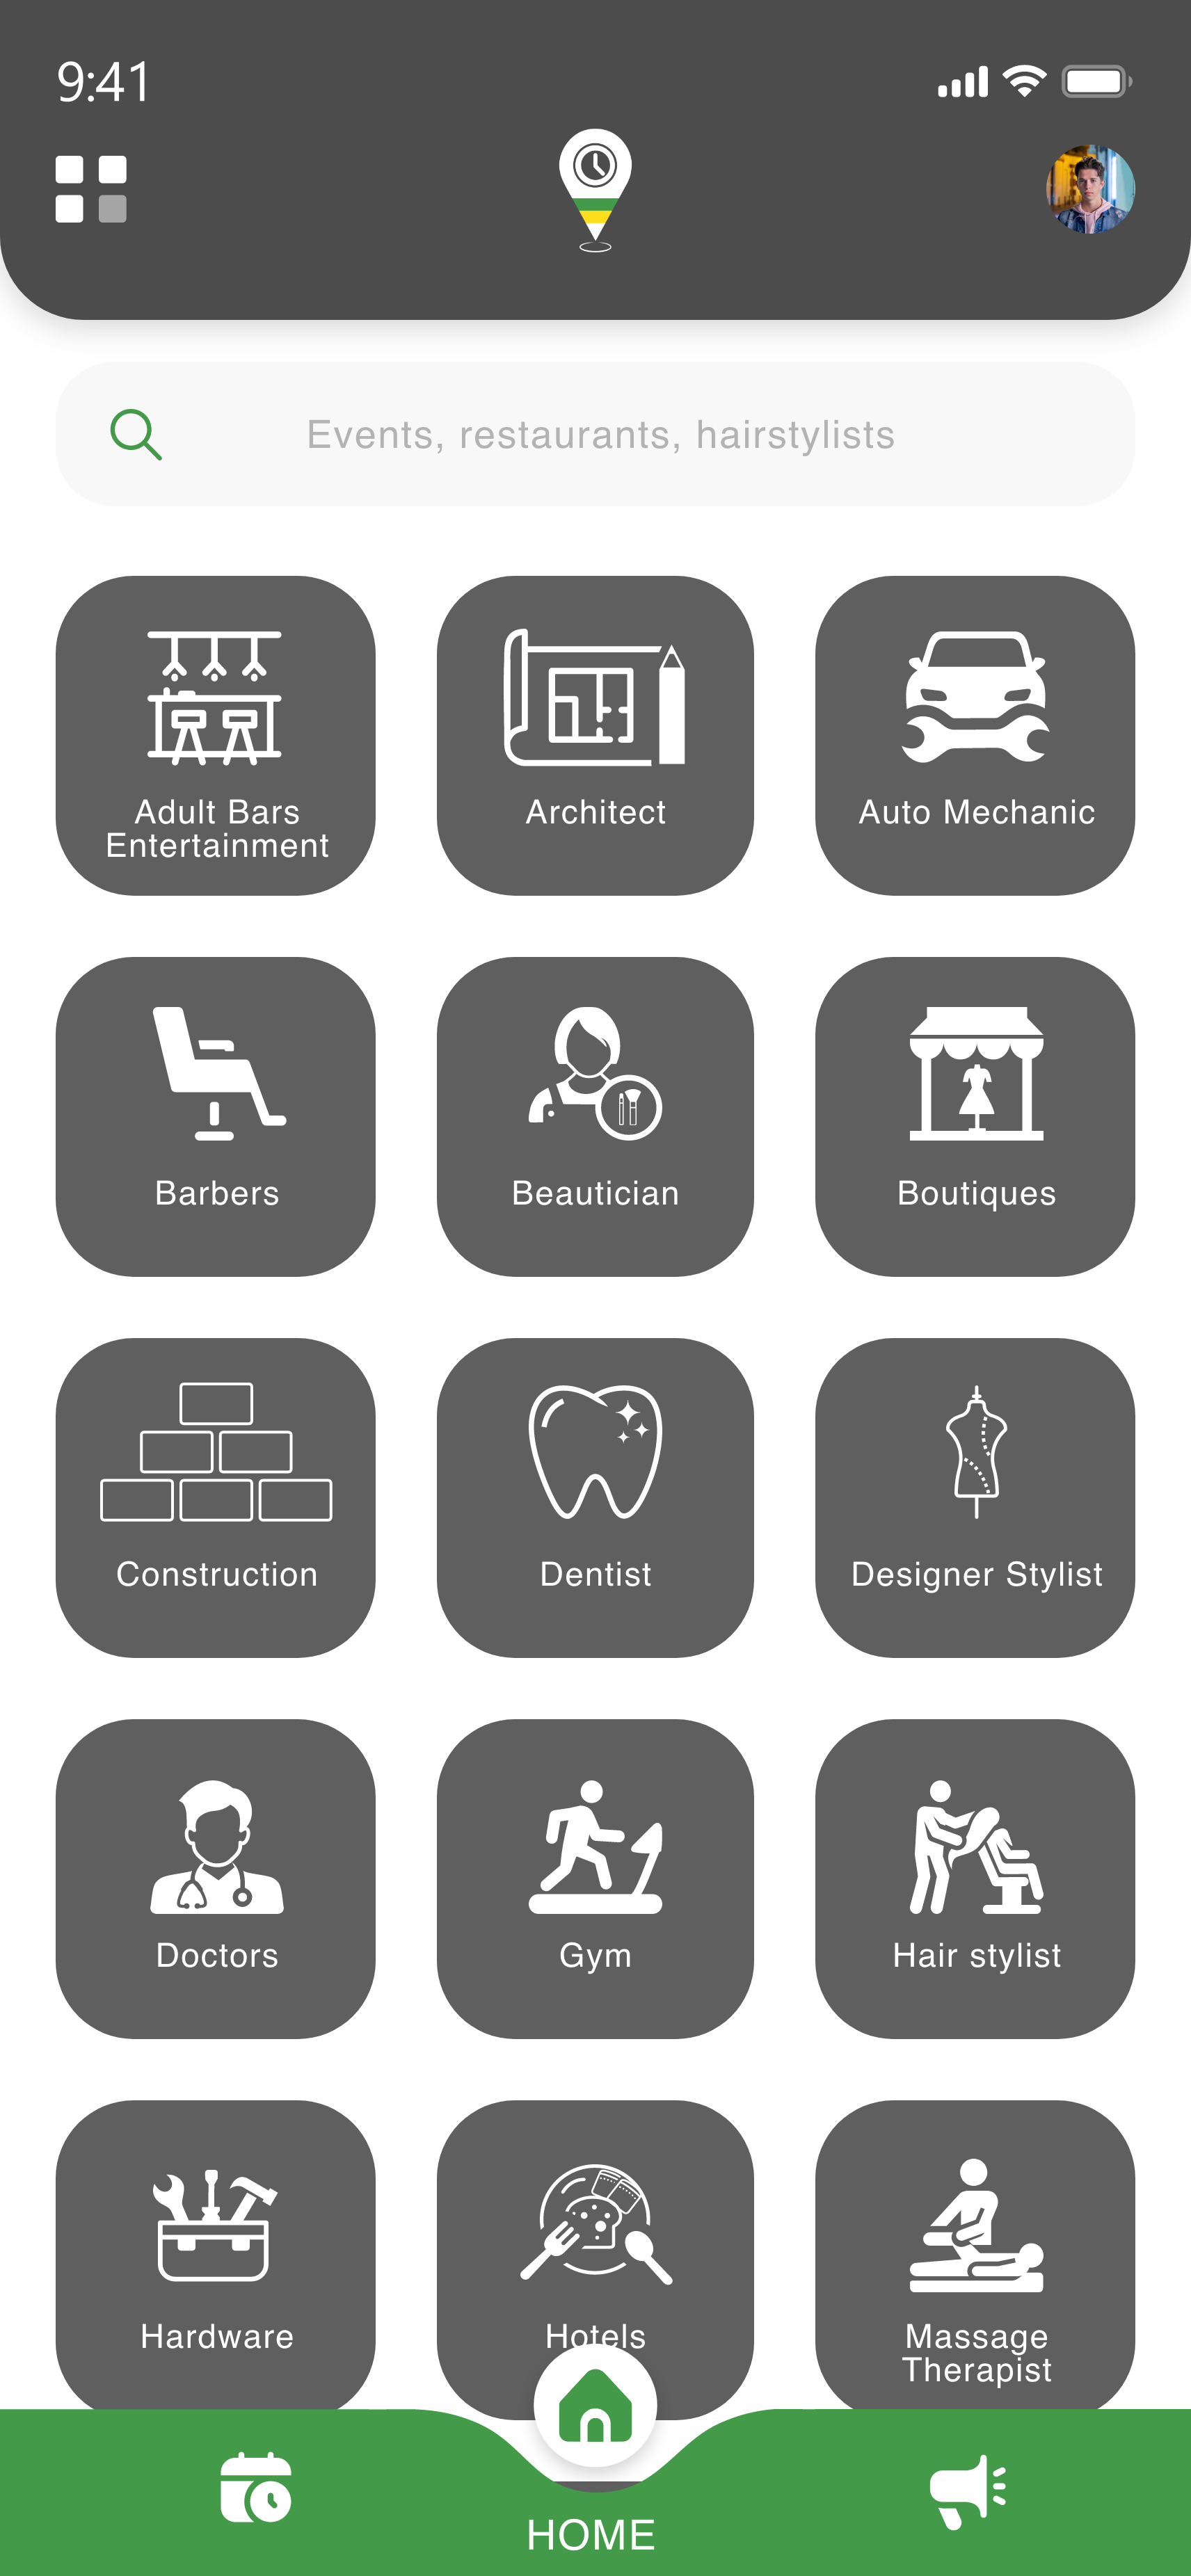 9:41
Events, restaurants, hairstylists
Adult Bars
Entertainment
Architect
Auto Mechanic
Barbers
Beautician
Boutiques
Construction
Dentist
Designer Stylist
Doctors
Gym
Hair stylist
Hardware
Hotels
Massage
Therapist
HOME